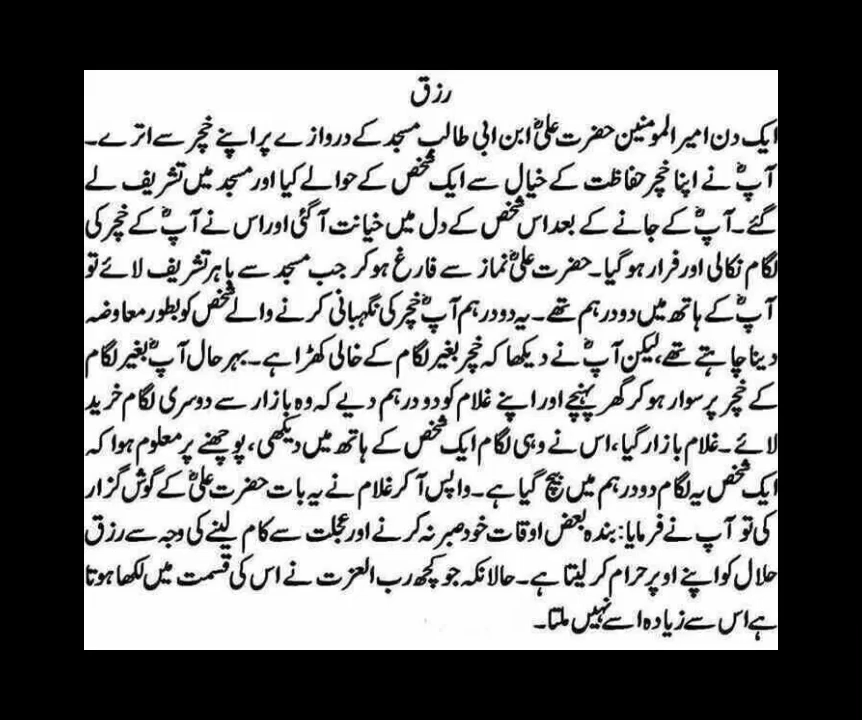 رزق
ایک دن امیر المومنین حضرت علیؓ ابن ابی طالب مسجد کے دروازے پر اپنے خچر سے اترے۔
آپؓ نے اپنا خچر حفاظت کے خیال سے ایک شخص کے حوالے کیا اور مسجد میں تشریف لے
گئے۔ آپؓ کے جانے کے بعد اس شخص کے دل میں خیانت آگئی اور اس نے آپؓ کے خچر کی
لگام نکالی اور فرار ہوگیا۔ حضرت علیؓ نماز سے فارغ ہوکر جب مسجد سے باہر تشریف لائے تو
آپؓ کے ہاتھ میں دو درہم تھے۔ یہ دو درہم آپؓ خچر کی نگہبانی کرنے والے شخص کو بطور معاوضہ
دینا چاہتے تھے، لیکن آپؓ نے دیکھا کہ خچر بغیر لگام کے خالی کھڑا ہے۔ بہرحال آپؓ بغیر لگام
کے خچر پر سوار ہوکر گھر پہنچے اور اپنے غلام کو دو درہم دیے کہ وہ بازار سے دوسری لگام خرید
لائے۔ غلام بازار گیا، اس نے وہی لگام ایک شخص کے ہاتھ میں دیکھی، پوچھنے پر معلوم ہوا کہ
ایک شخص یہ لگام دو درہم میں بیچ گیا ہے۔ واپس آکر غلام نے یہ بات حضرت علیؓ کے گوش گزار
کی تو آپ نے فرمایا: بندہ بعض اوقات خود صبر نہ کرنے اور عجلت سے کام لینے کی وجہ سے رزق
حلال کو اپنے اوپر حرام کر لیتا ہے۔ حالانکہ جو کچھ رب العزت نے اس کی قسمت میں لکھا ہوتا
ہے اس سے زیادہ اسے نہیں ملتا۔